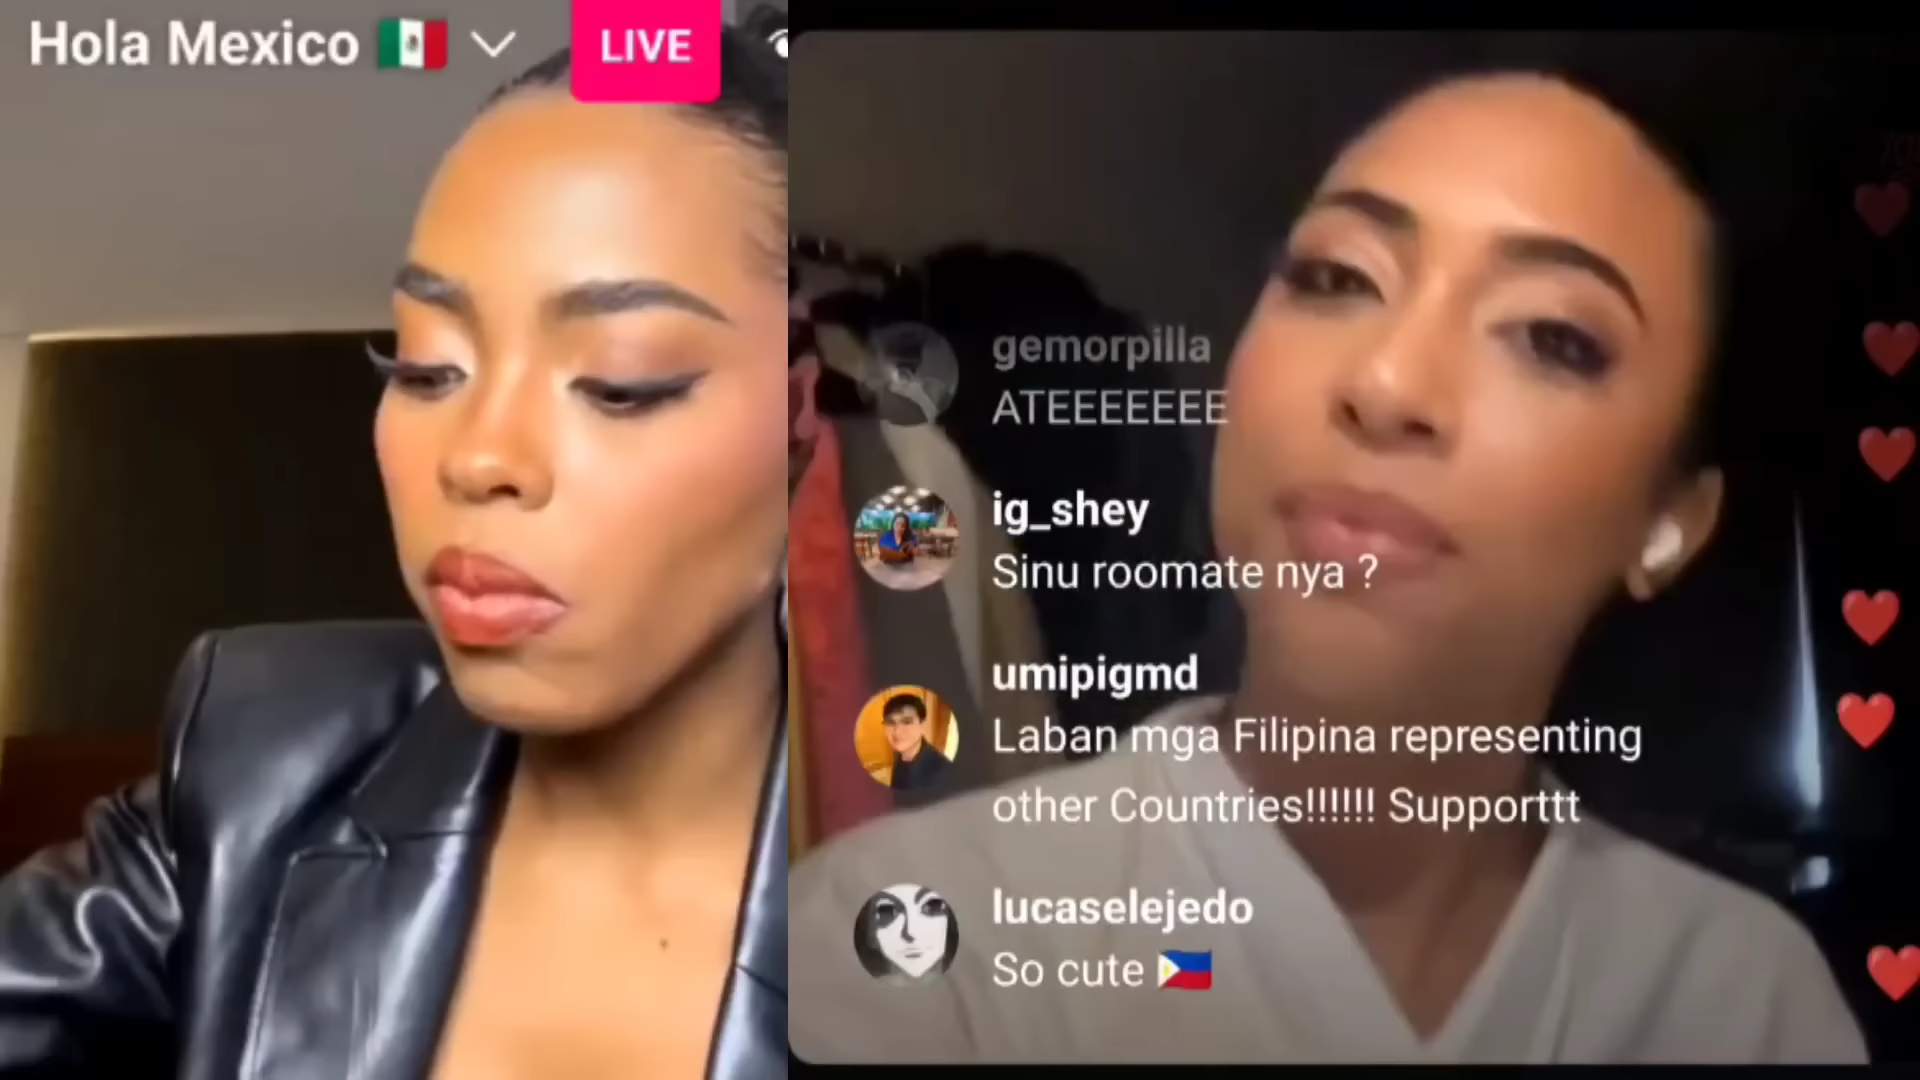 Hola Mexico
LIVE
gemorpilla
ATEEEEEEE
ig_shey
Sinu roomate nya ?
umipigmd
Laban mga Filipina representing
other Countries!!!!!! Supporttt
lucaselejedo
So cute